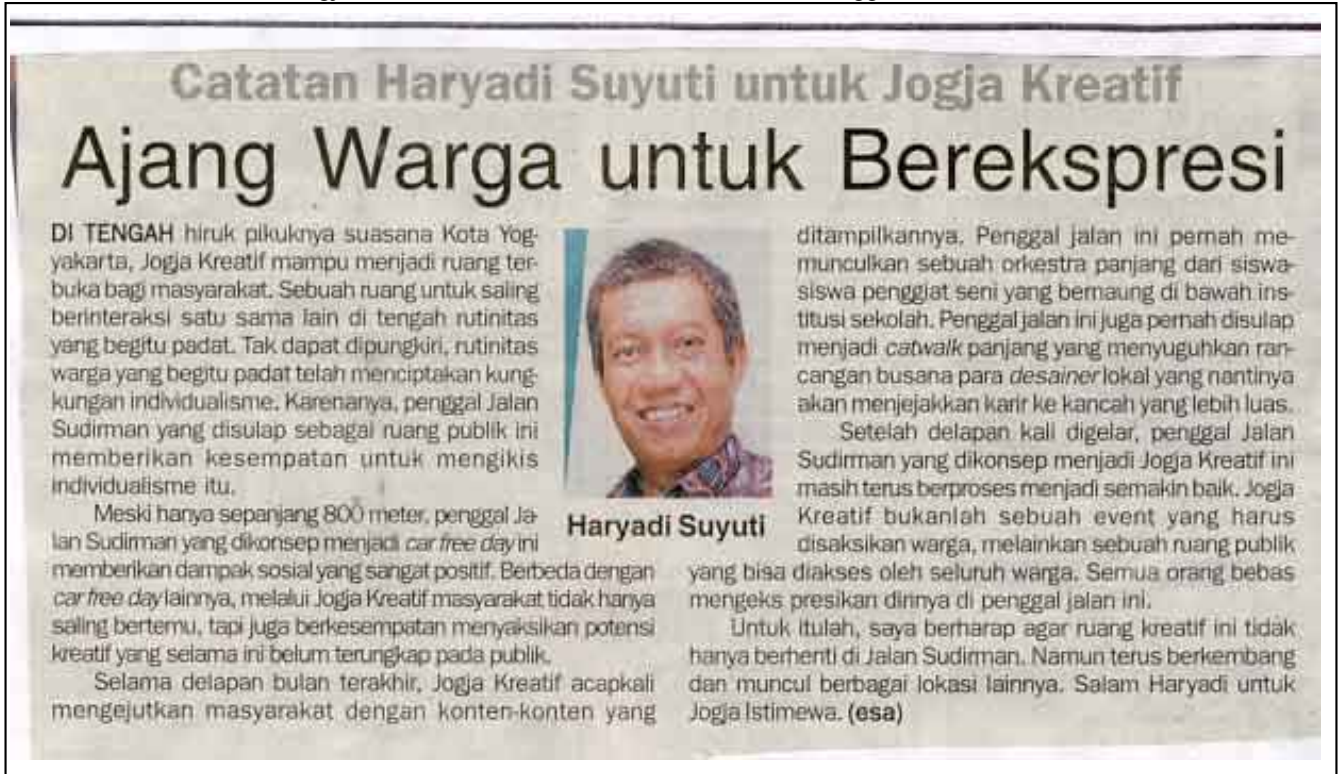 Catatan Haryadi Suyuti untuk Jogja Kreatif
Ajang Warga untuk Berekspresi
DI TENGAH hiruk pikuknya suasana Kota Yog-
yakarta, Jogja Kreatif mampu menjadi ruang ter-
buka bagi masyarakat. Sebuah ruang untuk saling
berinteraksi satu sama lain di tengah rutinitas
yang begitu padat. Tak dapat dipungkiri, rutinitas
warga yang begitu padat telah menciptakan kung-
kungan individualisme. Karenanya, penggal Jalan
Sudirman yang disulap sebagai ruang publik ini
memberikan kesempatan untuk mengikis
individualisme itu.
Meski hanya sepanjang 800 meter, penggal Ja-
lan Sudirman yang dikonsep menjadi car free day ini
memberikan dampak sosial yang sangat positif. Berbeda dengan
car free day lainnya, melalui Jogja Kreatif masyarakat tidak hanya
saling bertemu, tapi juga berkesempatan menyaksikan potensi
kreatif yang selama ini belum terungkap pada publik.
Selama delapan bulan terakhir, Jogja Kreatif acapkali
mengejutkan masyarakat dengan konten-konten yang
Haryadi Suyuti
ditampilkannya. Penggal jalan ini pernah me-
munculkan sebuah orkestra panjang dari siswa-
siswa penggiat seni yang bernaung di bawah ins-
titusi sekolah. Penggal jalan ini juga pernah disulap
menjadi catwalk panjang yang menyuguhkan ran-
cangan busana para desainer lokal yang nantinya
akan menjejakkan karir ke kancah yang lebih luas.
Setelah delapan kali digelar, penggal Jalan
Sudirman yang dikonsep menjadi Jogja Kreatif ini
masih terus berproses menjadi semakin baik. Jogja
Kreatif bukanlah sebuah event yang harus
disaksikan warga, melainkan sebuah ruang publik
yang bisa diakses oleh seluruh warga. Semua orang bebas
mengeks presikan dirinya di penggal jalan ini.
Untuk itulah, saya berharap agar ruang kreatif ini tidak
hanya berhenti di Jalan Sudirman. Namun terus berkembang
dan muncul berbagai lokasi lainnya. Salam Haryadi untuk
Jogja Istimewa. (esa)